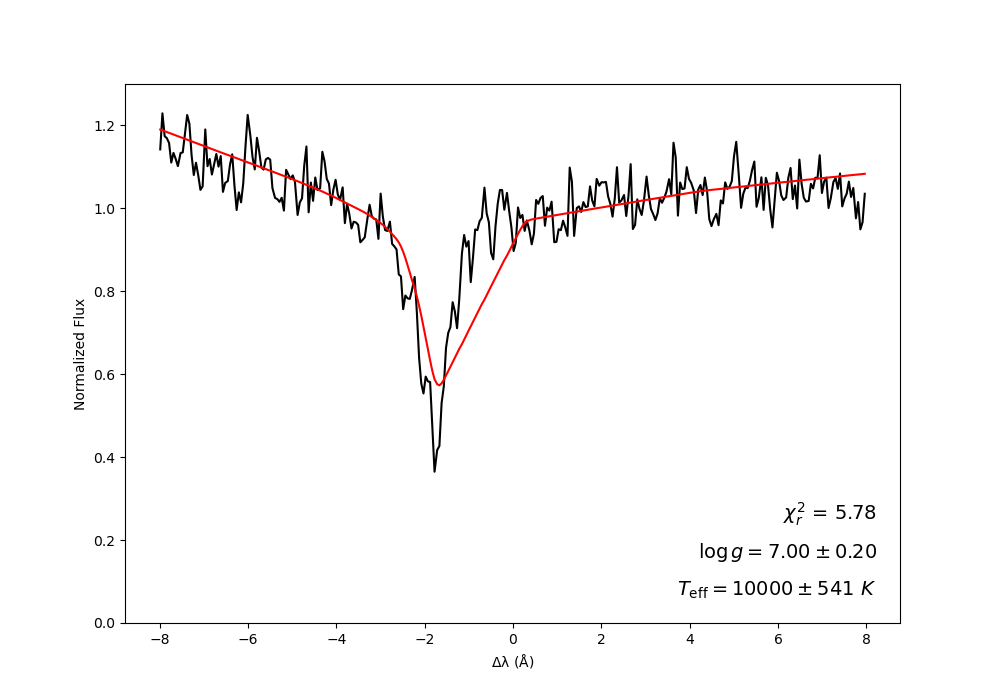 1.2
1.0
0.8
0.6
0.4
0.2
0.0
Normalized Flux
χ²ᵣ = 5.78
log g = 7.00 ± 0.20
T_eff = 10000 ± 541 K
−8 −6 −4 −2 0 2 4 6 8
Δλ (Å)